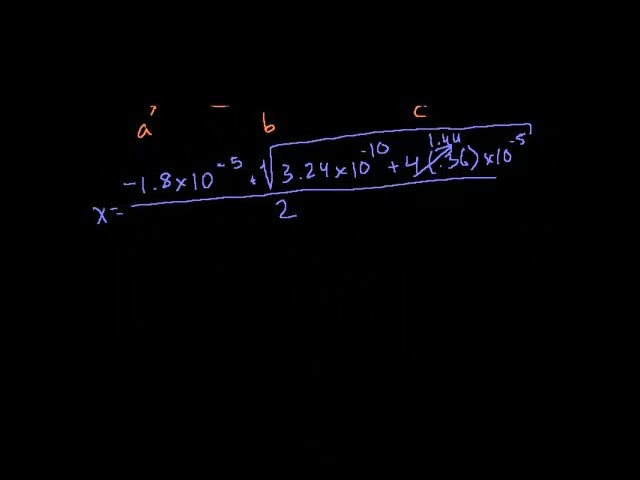 a b c
x = -1.8×10^-5 + √(3.24×10^-10 + 4(.36)×10^-5) 1.44
2